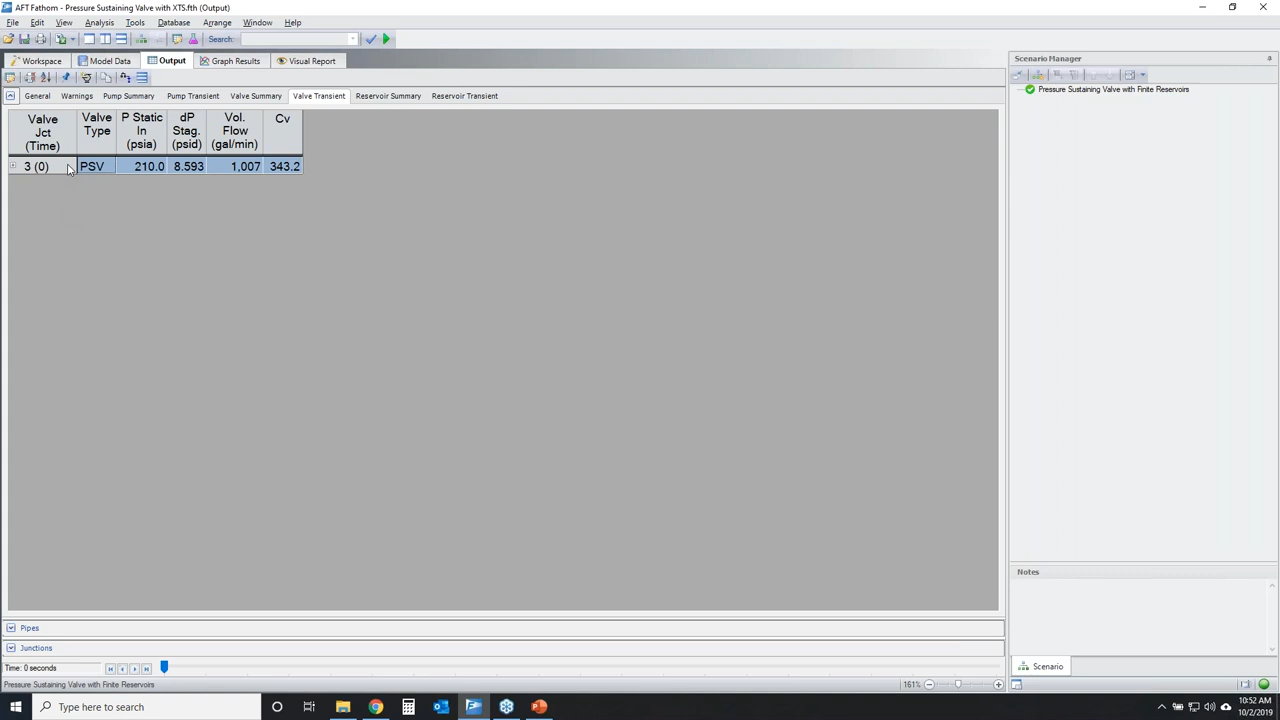 AFT Fathom - Pressure Sustaining Valve with XTS.fth (Output)
File Edit View Analysis Tools Database Arrange Window Help
Search:
Workspace Model Data Output Graph Results Visual Report
General Warnings Pump Summary Pump Transient Valve Summary Valve Transient Reservoir Summary Reservoir Transient
Valve Jct (Time) Valve Type P Static In (psia) dP Stag. (psid) Vol. Flow (gal/min) Cv
3 (0) PSV 210.0 8.593 1,007 343.2
Pipes
Junctions
Time: 0 seconds
Pressure Sustaining Valve with Finite Reservoirs
161%
Scenario Manager
Pressure Sustaining Valve with Finite Reservoirs
Notes
Scenario
Type here to search
10:52 AM
10/2/2019